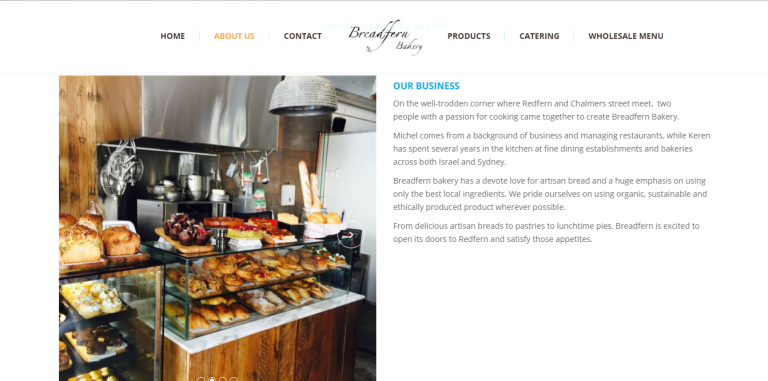 HOME
ABOUT US
CONTACT
Breadfern
Bakery
PRODUCTS
CATERING
WHOLESALE MENU
OUR BUSINESS
On the well-trodden corner where Redfern and Chalmers street meet, two
people with a passion for cooking came together to create Breadfern Bakery.
Michel comes from a background of business and managing restaurants, while Keren
has spent several years in the kitchen at fine dining establishments and bakeries
across both Israel and Sydney.
Breadfern bakery has a devote love for artisan bread and a huge emphasis on using
only the best local ingredients. We pride ourselves on using organic, sustainable and
ethically produced product wherever possible.
From delicious artisan breads to pastries to lunchtime pies, Breadfern is excited to
open its doors to Redfern and satisfy those appetites.